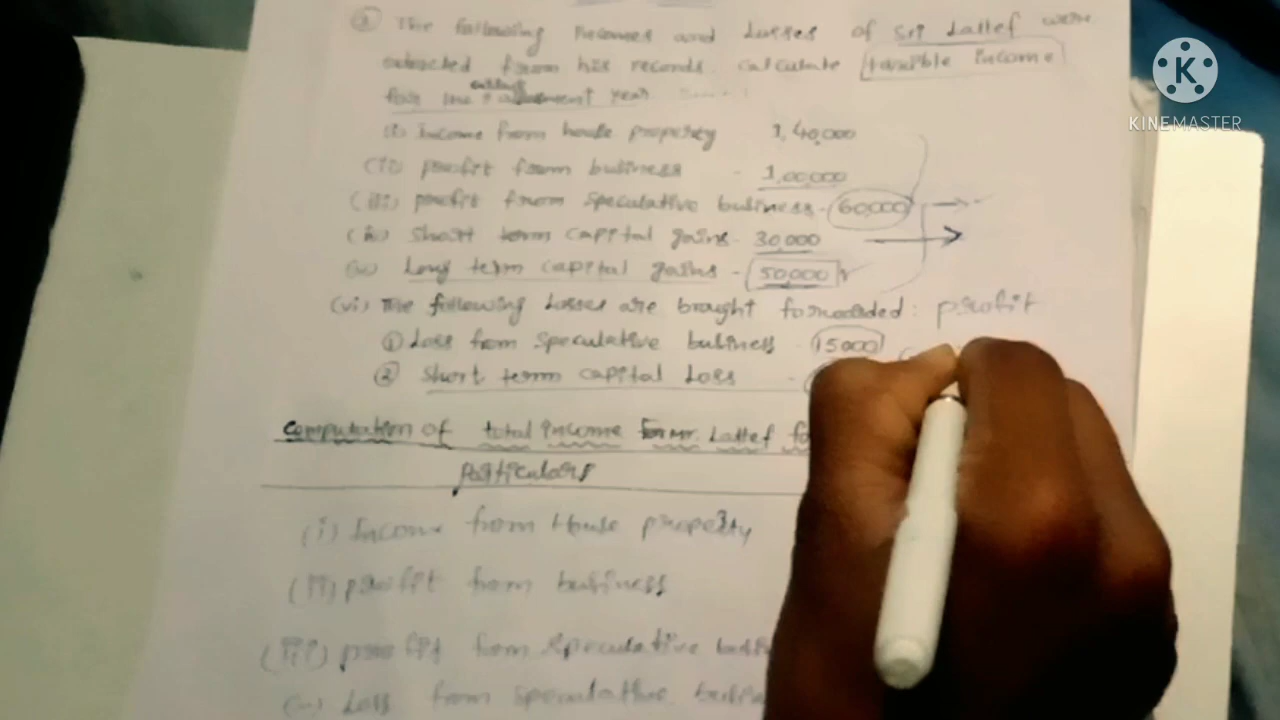 ③ The following Incomes and Losses of Sri Lattef were
extracted from his records. Calculate taxable income
for the assessment year
(i) Income from house property 1,40,000
(ii) profit from business - 1,00,000
(iii) profit from speculative business - 60,000
(iv) Short term capital gains - 30,000
(v) Long term capital gains - 50,000
(vi) The following Losses are brought forwarded: profit
① Loss from speculative business - 15000
② Short term capital Loss -
computation of total income for Mr. Lattef
particulars
(i) Income from House property
(ii) profit from business
(iii) profit from speculative
(iv) Loss from speculative
K
KINEMASTER